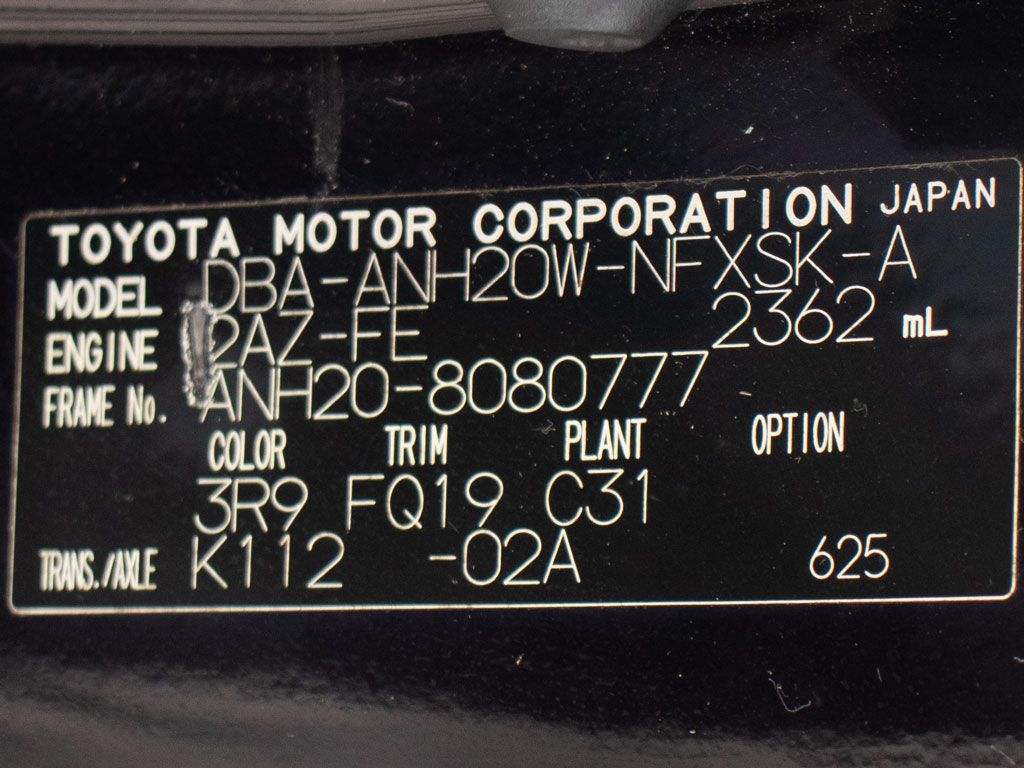 TOYOTA MOTOR CORPORATION JAPAN
MODEL DBA-ANH20W-NFXSK-A
ENGINE 2AZ-FE 2362 mL
FRAME No. ANH20-8080777
COLOR TRIM PLANT OPTION
3R9 FQ19 C31
TRANS./AXLE K112 -02A 625